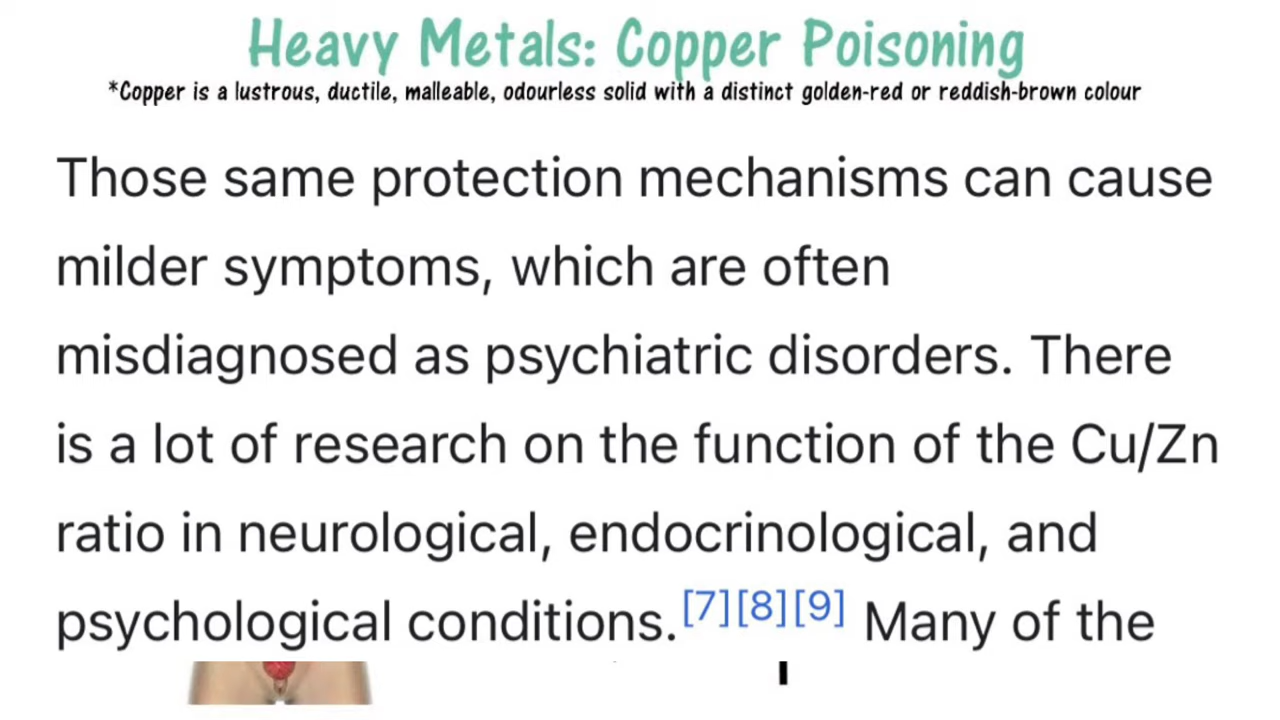 Heavy Metals: Copper Poisoning
*Copper is a lustrous, ductile, malleable, odourless solid with a distinct golden-red or reddish-brown colour
Those same protection mechanisms can cause
milder symptoms, which are often
misdiagnosed as psychiatric disorders. There
is a lot of research on the function of the Cu/Zn
ratio in neurological, endocrinological, and
psychological conditions.[7][8][9] Many of the